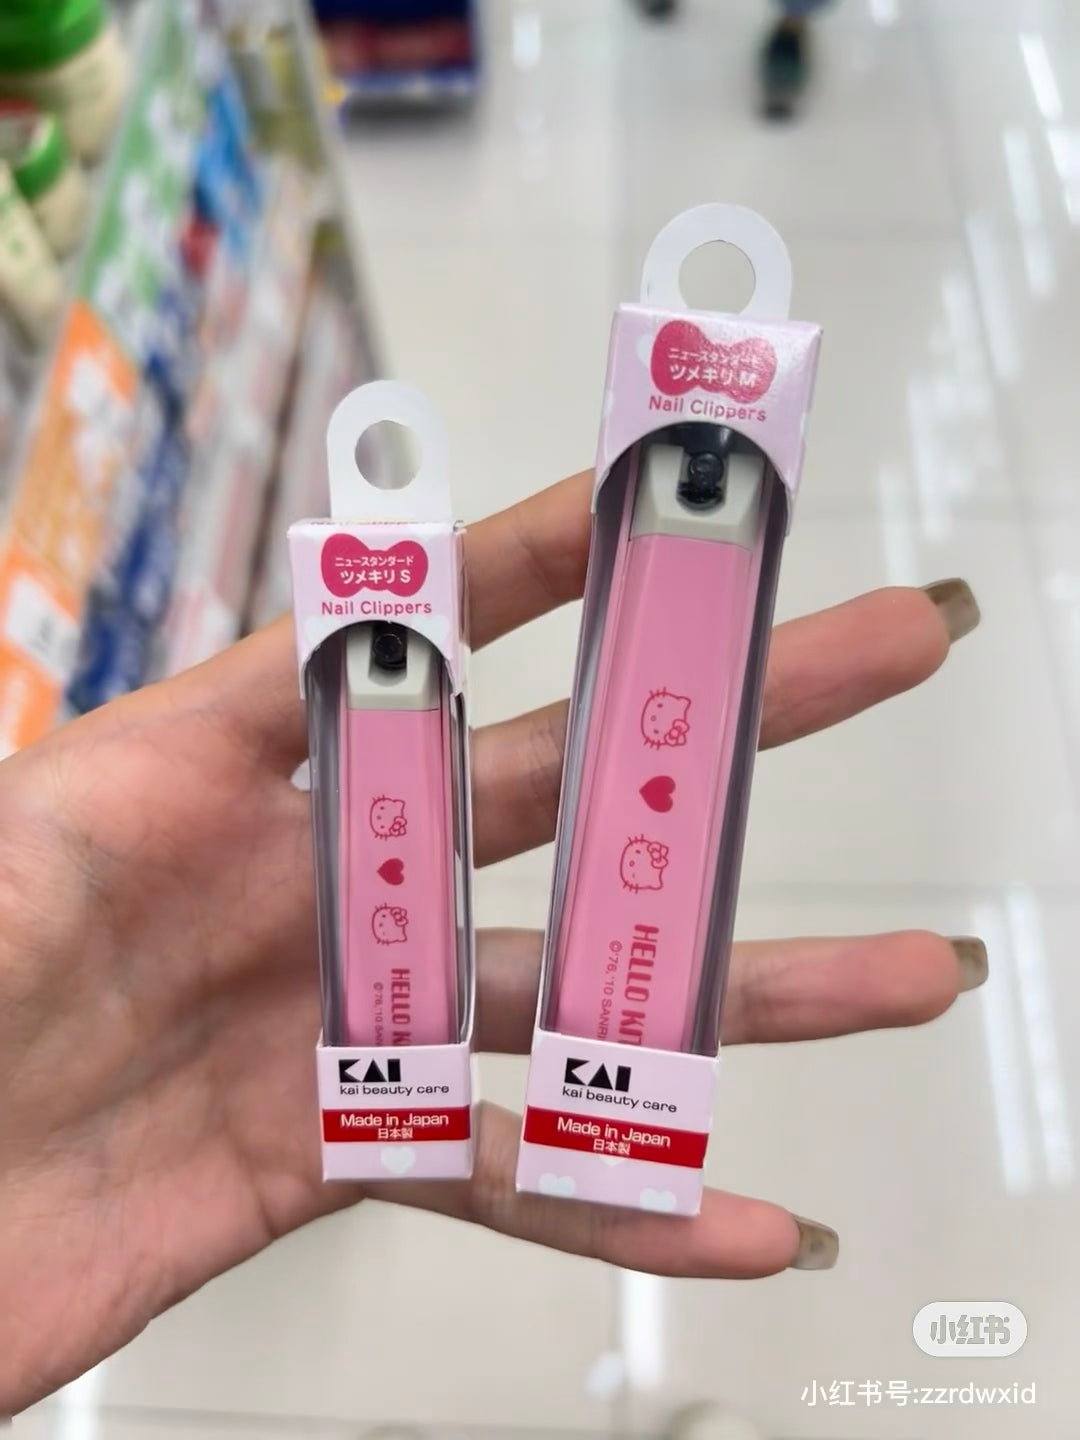 ニュースタンダード
ツメキリ S
Nail Clippers
HELLO
©'76,'10
KAI
kai beauty care
Made in Japan
日本製
ニュースタンダード
ツメキリ M
Nail Clippers
HELLO
©'76,'10
KAI
kai beauty care
Made in Japan
日本製
小红书
小红书号:zzrdwxid